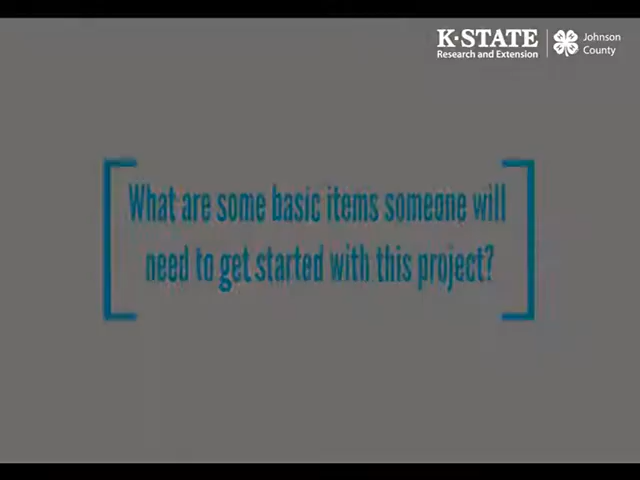 K·STATE
Research and Extension
Johnson
County
What are some basic items someone will
need to get started with this project?